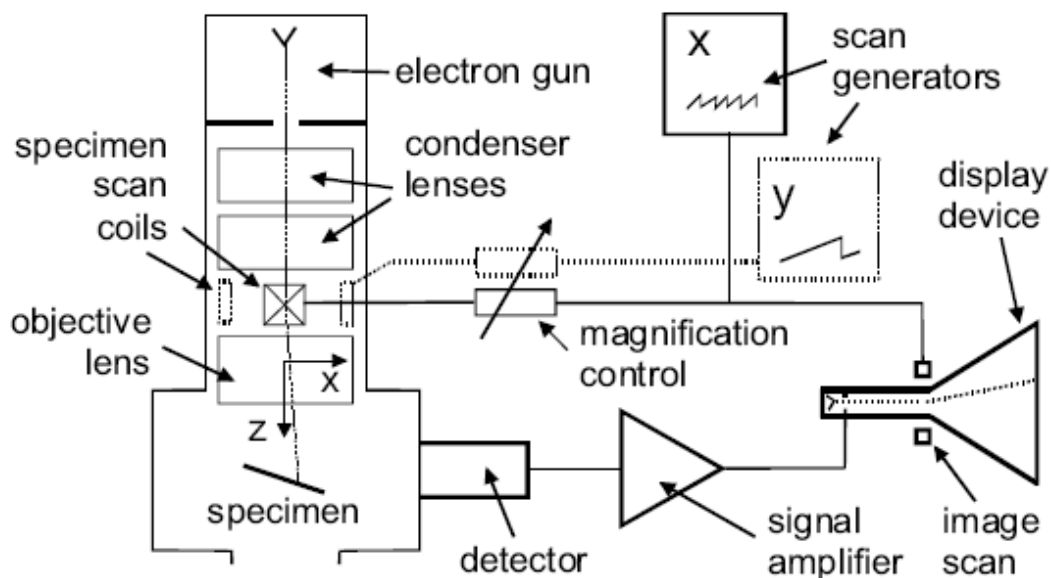 electron gun
specimen
scan
coils
condenser
lenses
objective
lens
x
z
specimen
detector
x
scan
generators
y
display
device
magnification
control
signal
amplifier
image
scan